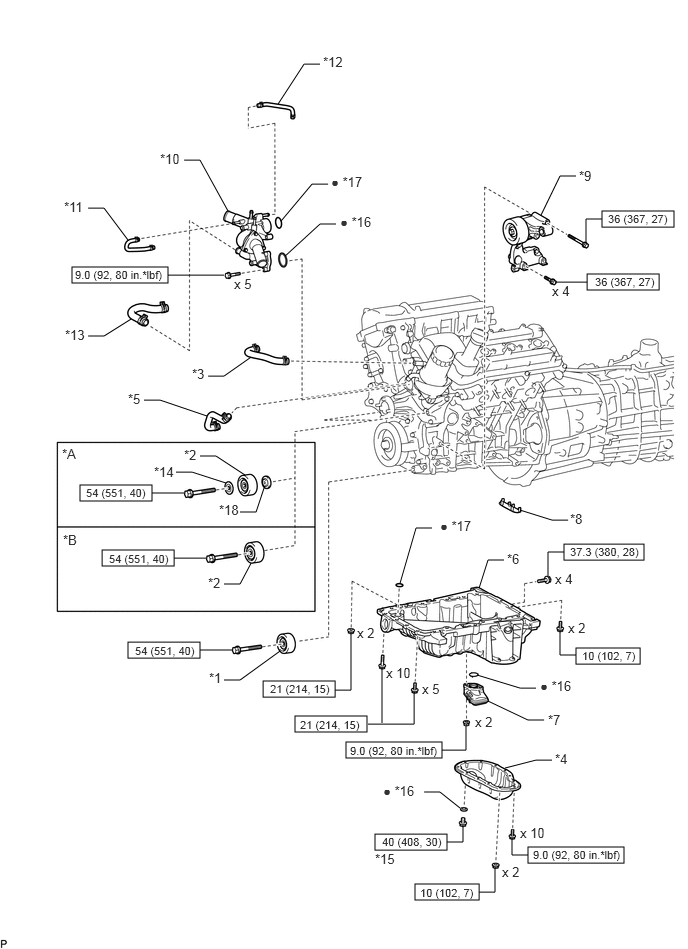 *12
*10
● *17
*9
*11
● *16
36 (367, 27)
9.0 (92, 80 in.*lbf)
x 5
36 (367, 27)
x 4
*13
*3
*5
*A
*2
*14
54 (551, 40)
*18
*B
54 (551, 40)
*2
*8
● *17
*6
37.3 (380, 28)
x 4
x 2
x 2
54 (551, 40)
10 (102, 7)
*1
x 10
21 (214, 15)
x 5
● *16
21 (214, 15)
x 2
*7
9.0 (92, 80 in.*lbf)
*4
● *16
x 10
40 (408, 30)
9.0 (92, 80 in.*lbf)
*15
x 2
10 (102, 7)
P